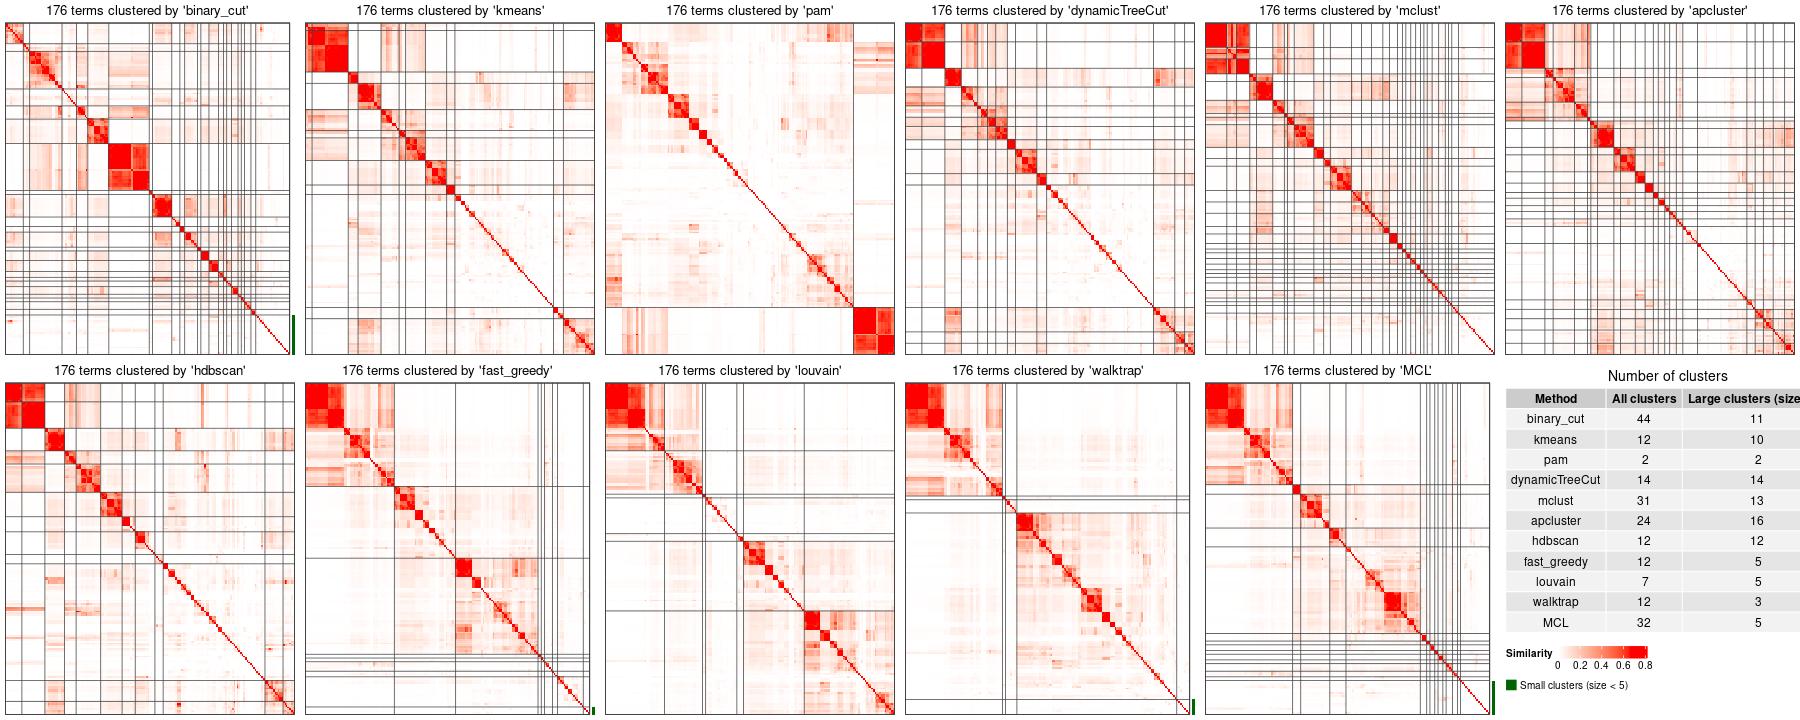 176 terms clustered by 'binary_cut'
176 terms clustered by 'kmeans'
176 terms clustered by 'pam'
176 terms clustered by 'dynamicTreeCut'
176 terms clustered by 'mclust'
176 terms clustered by 'apcluster'
176 terms clustered by 'hdbscan'
176 terms clustered by 'fast_greedy'
176 terms clustered by 'louvain'
176 terms clustered by 'walktrap'
176 terms clustered by 'MCL'
Number of clusters
Method All clusters Large clusters (size
binary_cut 44 11
kmeans 12 10
pam 2 2
dynamicTreeCut 14 14
mclust 31 13
apcluster 24 16
hdbscan 12 12
fast_greedy 12 5
louvain 7 5
walktrap 12 3
MCL 32 5
Similarity
0 0.2 0.4 0.6 0.8
Small clusters (size < 5)